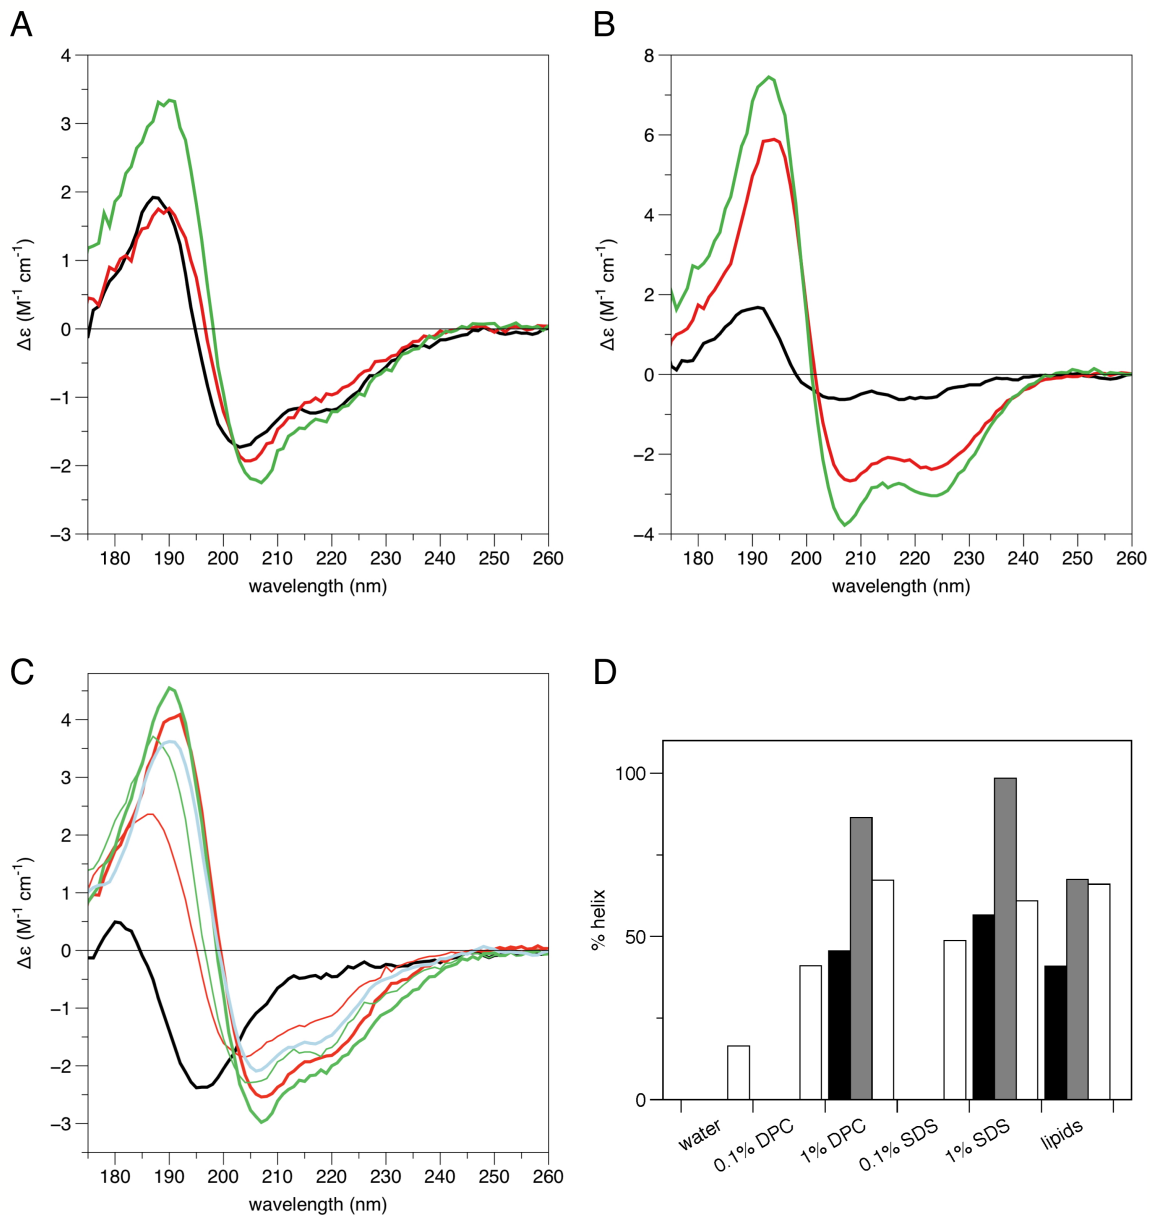 A
4
3
2
1
0
−1
−2
−3
Δε (M-1 cm-1)
180 190 200 210 220 230 240 250 260
wavelength (nm)
B
8
6
4
2
0
−2
−4
Δε (M-1 cm-1)
180 190 200 210 220 230 240 250 260
wavelength (nm)
C
4
3
2
1
0
−1
−2
−3
Δε (M-1 cm-1)
180 190 200 210 220 230 240 250 260
wavelength (nm)
D
100
50
0
% helix
water
0.1% DPC
1% DPC
0.1% SDS
1% SDS
lipids